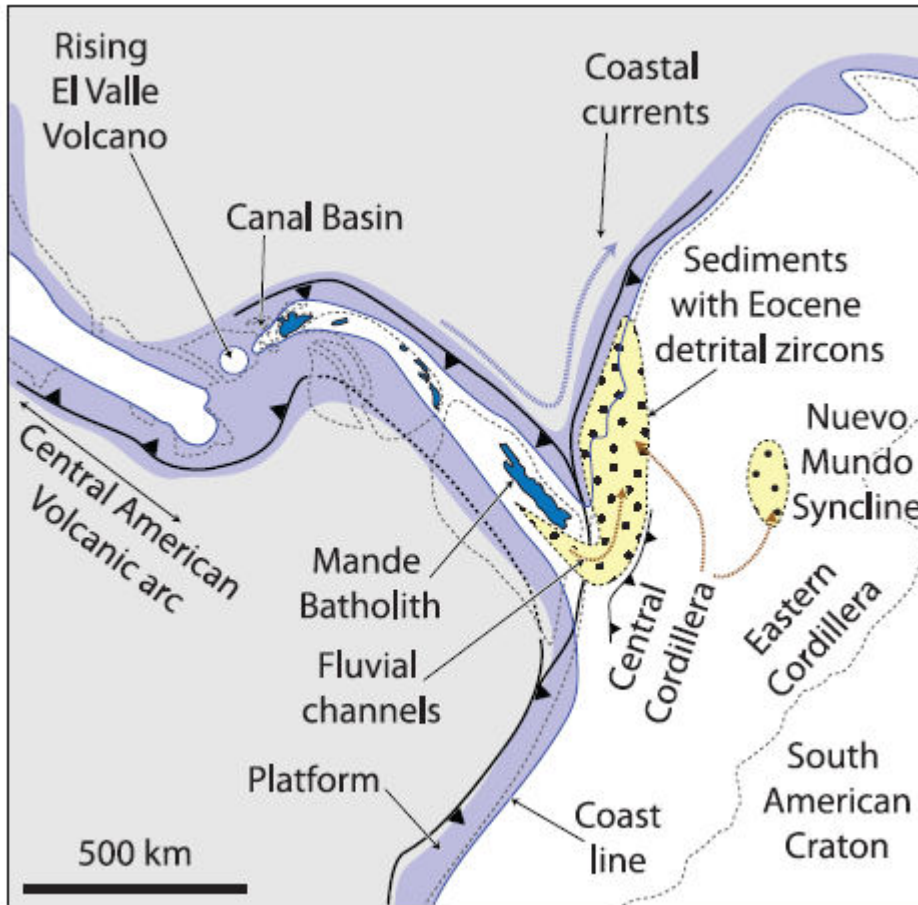 Rising
El Valle
Volcano
Coastal
currents
Canal Basin
Sediments
with Eocene
detrital zircons
Nuevo
Mundo
Syncline
Central American
Volcanic arc
Mande
Batholith
Central
Cordillera
Eastern
Cordillera
Fluvial
channels
Platform
Coast
line
South
American
Craton
500 km